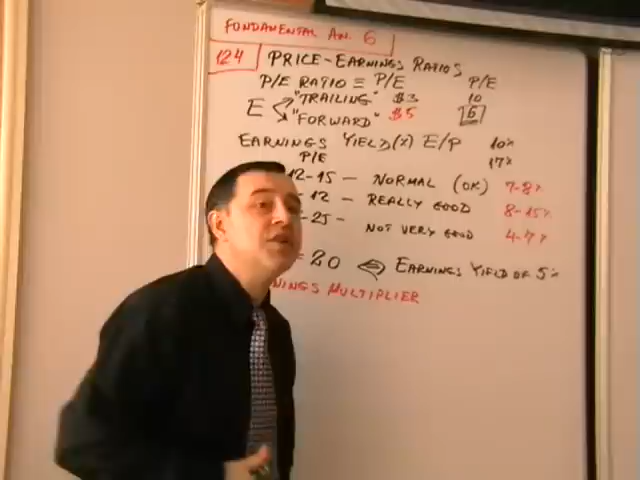 FONDAMENTAL AN. 6
124 PRICE-EARNINGS RATIOS
P/E RATIO ≡ P/E P/E
E "TRAILING" $3 10
"FORWARD" $5 6
EARNINGS YIELD(%) E/P 10%
P/E 17%
12-15 — NORMAL (OK) 7-8%
12 — REALLY GOOD 8-15%
-25 — NOT VERY GOOD 4-7%
= 20 ⇔ EARNINGS YIELD OF 5%
NINGS MULTIPLIER